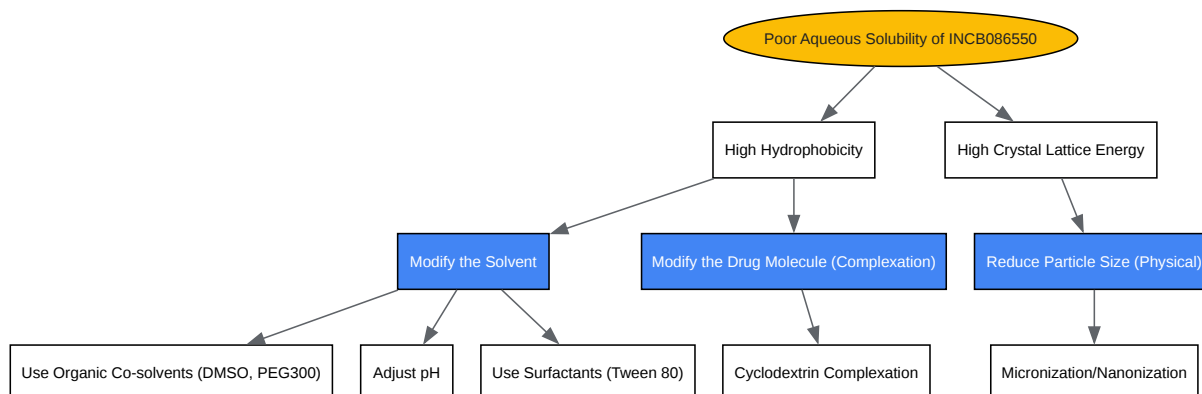 Poor Aqueous Solubility of INCB086550
High Hydrophobicity
High Crystal Lattice Energy
Modify the Solvent
Modify the Drug Molecule (Complexation)
Reduce Particle Size (Physical)
Use Organic Co-solvents (DMSO, PEG300)
Adjust pH
Use Surfactants (Tween 80)
Cyclodextrin Complexation
Micronization/Nanonization